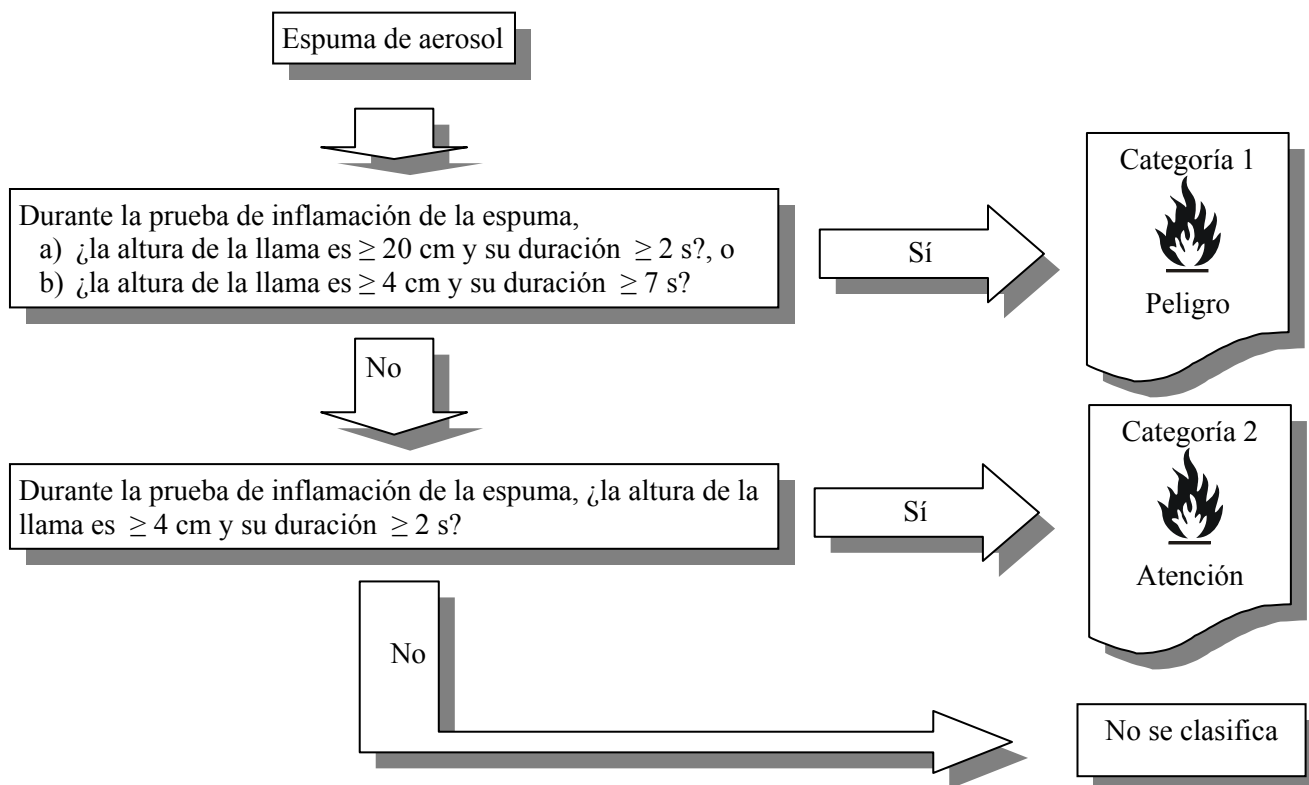 Espuma de aerosol
Durante la prueba de inflamación de la espuma,
a) ¿la altura de la llama es ≥ 20 cm y su duración ≥ 2 s?, o
b) ¿la altura de la llama es ≥ 4 cm y su duración ≥ 7 s?
Sí
Categoría 1
Peligro
No
Durante la prueba de inflamación de la espuma, ¿la altura de la
llama es ≥ 4 cm y su duración ≥ 2 s?
Sí
Categoría 2
Atención
No
No se clasifica